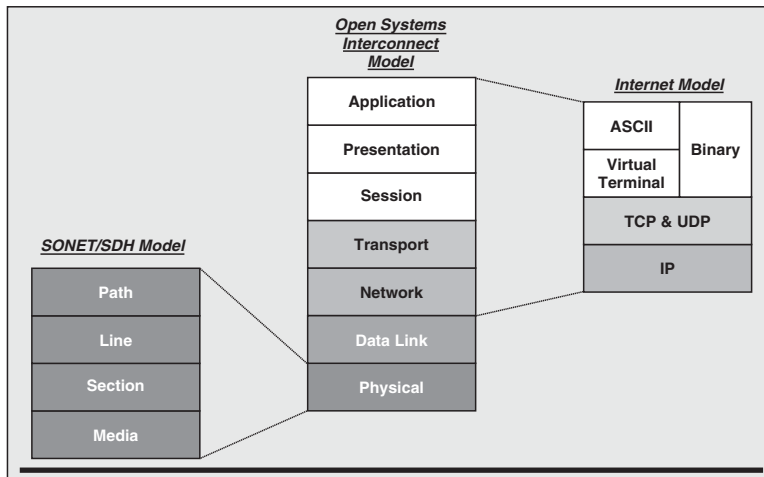 Open Systems
Interconnect
Model
Application
Presentation
Session
Transport
Network
Data Link
Physical
Internet Model
ASCII
Virtual
Terminal
Binary
TCP & UDP
IP
SONET/SDH Model
Path
Line
Section
Media